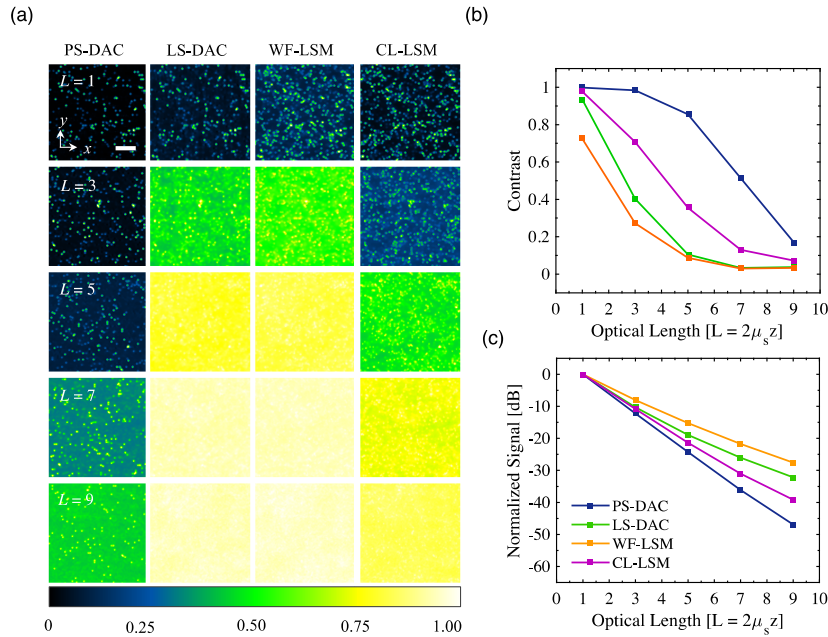 (a)
PS-DAC LS-DAC WF-LSM CL-LSM
L = 1
y
x
L = 3
L = 5
L = 7
L = 9
0 0.25 0.50 0.75 1.00
(b)
Contrast
1
0.8
0.6
0.4
0.2
0
0 1 2 3 4 5 6 7 8 9 10
Optical Length [L = 2μsz]
(c)
Normalized Signal [dB]
0
-10
-20
-30
-40
-50
-60
PS-DAC
LS-DAC
WF-LSM
CL-LSM
0 1 2 3 4 5 6 7 8 9 10
Optical Length [L = 2μsz]